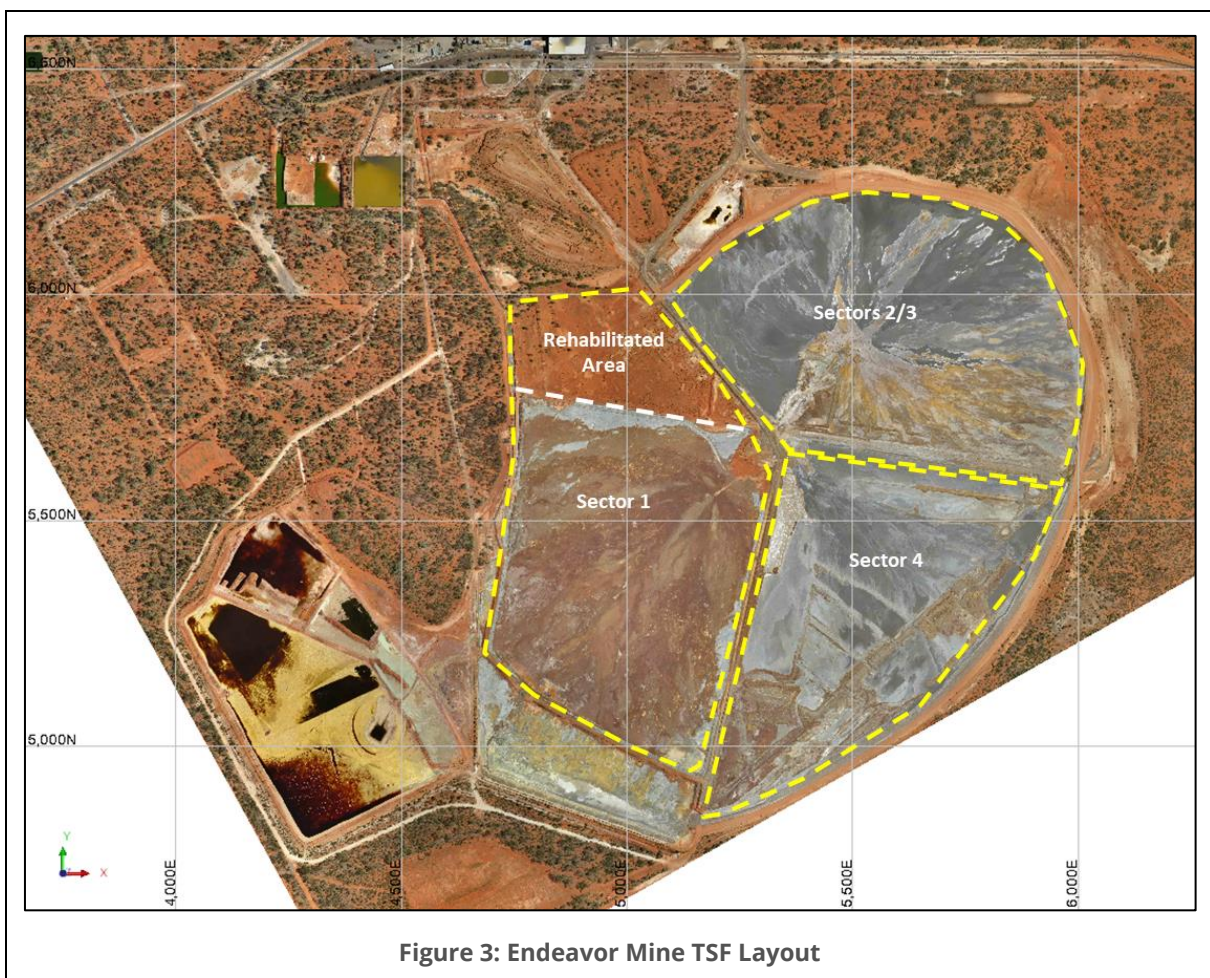 6,500N
6,000N
Sectors 2/3
Rehabilitated
Area
Sector 1
5,500N
Sector 4
5,000N
Y
X
4,000E
4,500E
5,000E
5,500E
6,000E
Figure 3: Endeavor Mine TSF Layout